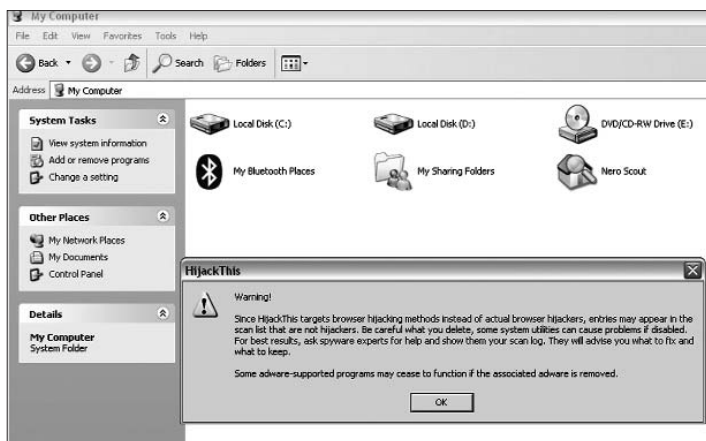 My Computer
File Edit View Favorites Tools Help
Back Search Folders
Address My Computer
System Tasks
View system information
Add or remove programs
Change a setting
Other Places
My Network Places
My Documents
Control Panel
Details
My Computer
System Folder
Local Disk (C:) Local Disk (D:) DVD/CD-RW Drive (E:)
My Bluetooth Places My Sharing Folders Nero Scout
HijackThis
Warning!
Since HijackThis targets browser hijacking methods instead of actual browser hijackers, entries may appear in the
scan list that are not hijackers. Be careful what you delete, some system utilities can cause problems if disabled.
For best results, ask spyware experts for help and show them your scan log. They will advise you what to fix and
what to keep.
Some adware-supported programs may cease to function if the associated adware is removed.
OK